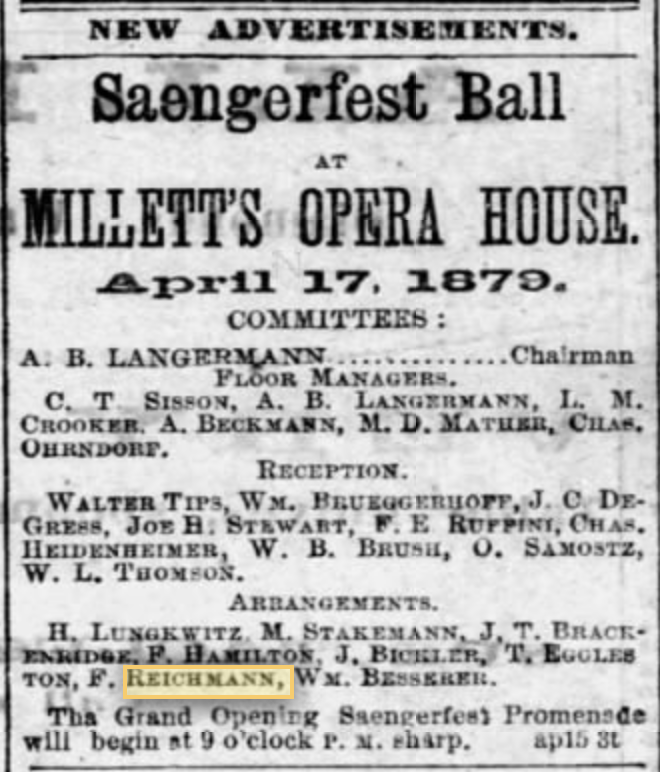 NEW ADVERTISEMENTS.
Saengerfest Ball
AT
MILLETT'S OPERA HOUSE.
April 17, 1879.
COMMITTEES:
A. B. LANGERMANN...............Chairman
FLOOR MANAGERS.
C. T. SISSON, A. B. LANGERMANN, L. M.
CROOKER, A. BECKMANN, M. D. MATHER, CHAS.
OHRNDORF.
RECEPTION.
WALTER TIPS, WM. BRUEGGERHOFF, J. C. DE-
GRESS, JOE H. STEWART, F. E. RUFFINI, CHAS.
HEIDENHEIMER, W. B. BRUSH, O. SAMOSTZ,
W. L. THOMSON.
ARRANGEMENTS.
H. LUNGKWITZ, M. STAKEMANN, J. T. BRACK-
ENRIDGE, F. HAMILTON, J. BICKLER, T. EGGLES
TON, F. REICHMANN, WM. BESSERER.
Tha Grand Opening Saengerfest Promenade
will begin at 9 o'clock P. M. sharp. ap15 3t